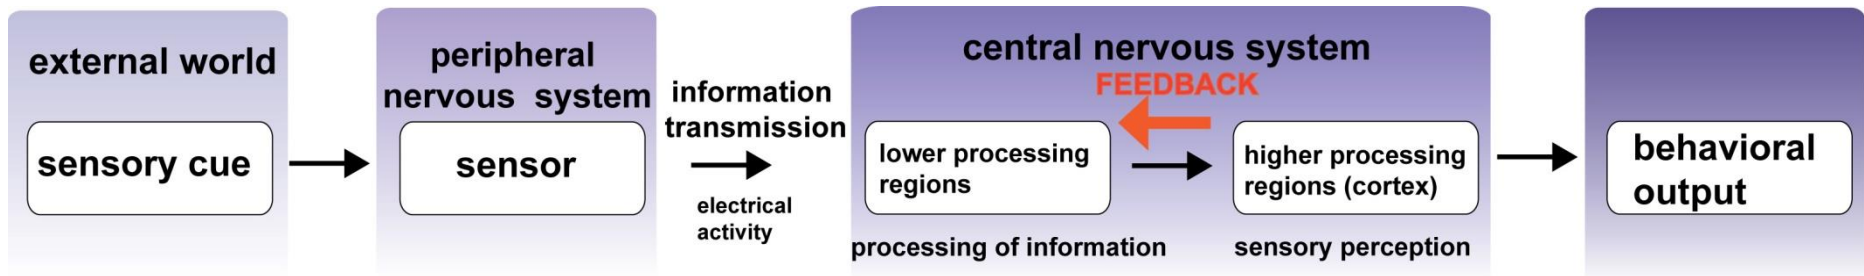 external world
sensory cue
peripheral
nervous system
sensor
information
transmission
electrical
activity
central nervous system
FEEDBACK
lower processing
regions
higher processing
regions (cortex)
processing of information
sensory perception
behavioral
output